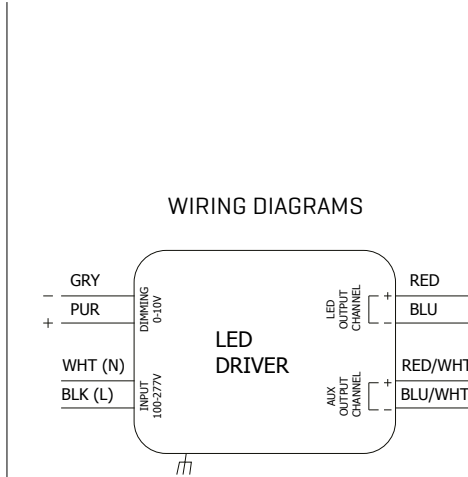 WIRING DIAGRAMS
GRY
−
PUR
+
DIMMING
0-10V
WHT (N)
BLK (L)
INPUT
100-277V
LED
DRIVER
LED
OUTPUT
CHANNEL
+
−
RED
BLU
AUX
OUTPUT
CHANNEL
+
−
RED/WHT
BLU/WHT